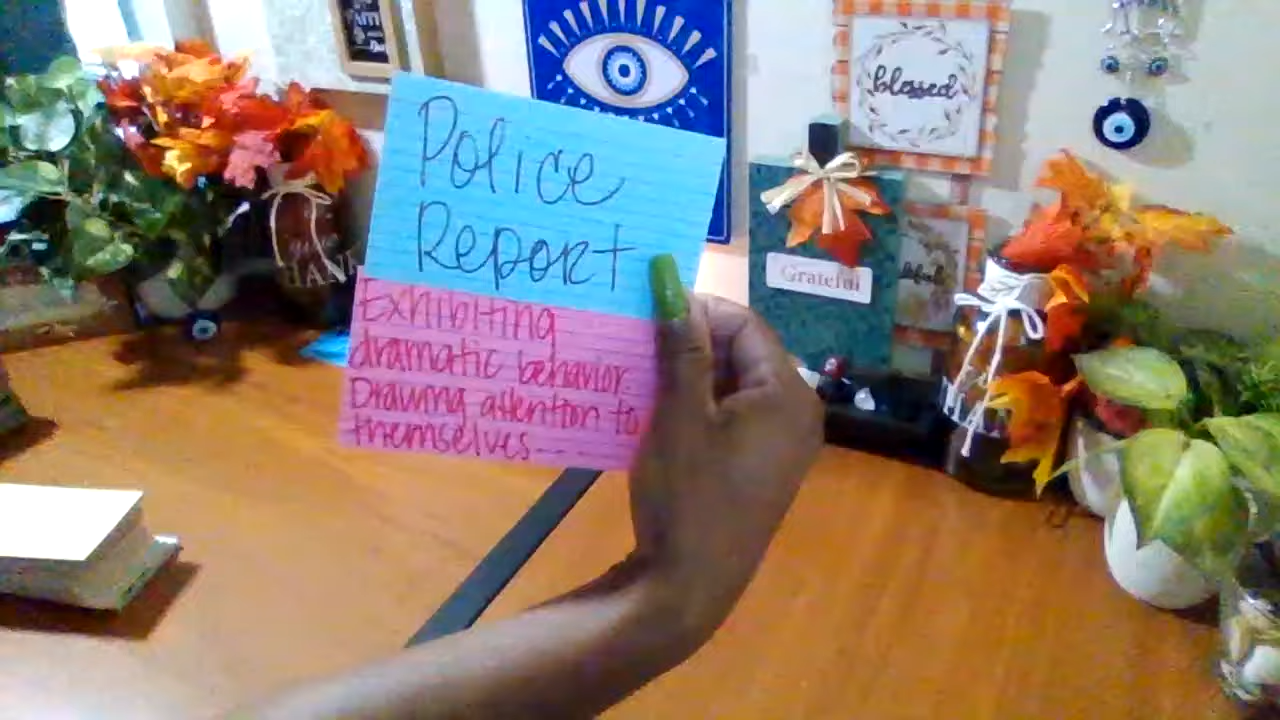 Police
Report
Exhibiting
dramatic behavior.
Drawing attention to
themselves--
blessed
Grateful